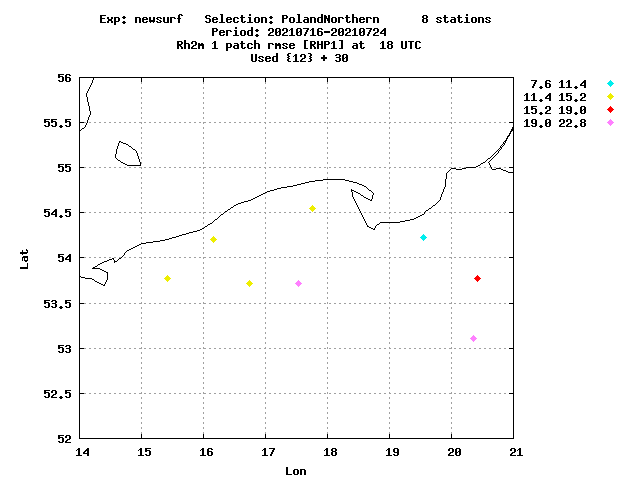 Exp: newsurf Selection: PolandNorthern 8 stations
Period: 20210716-20210724
Rh2m 1 patch rmse [RHP1] at 18 UTC
Used {12} + 30
7.6 11.4
11.4 15.2
15.2 19.0
19.0 22.8
56
55.5
55
54.5
54
53.5
53
52.5
52
Lat
14 15 16 17 18 19 20 21
Lon